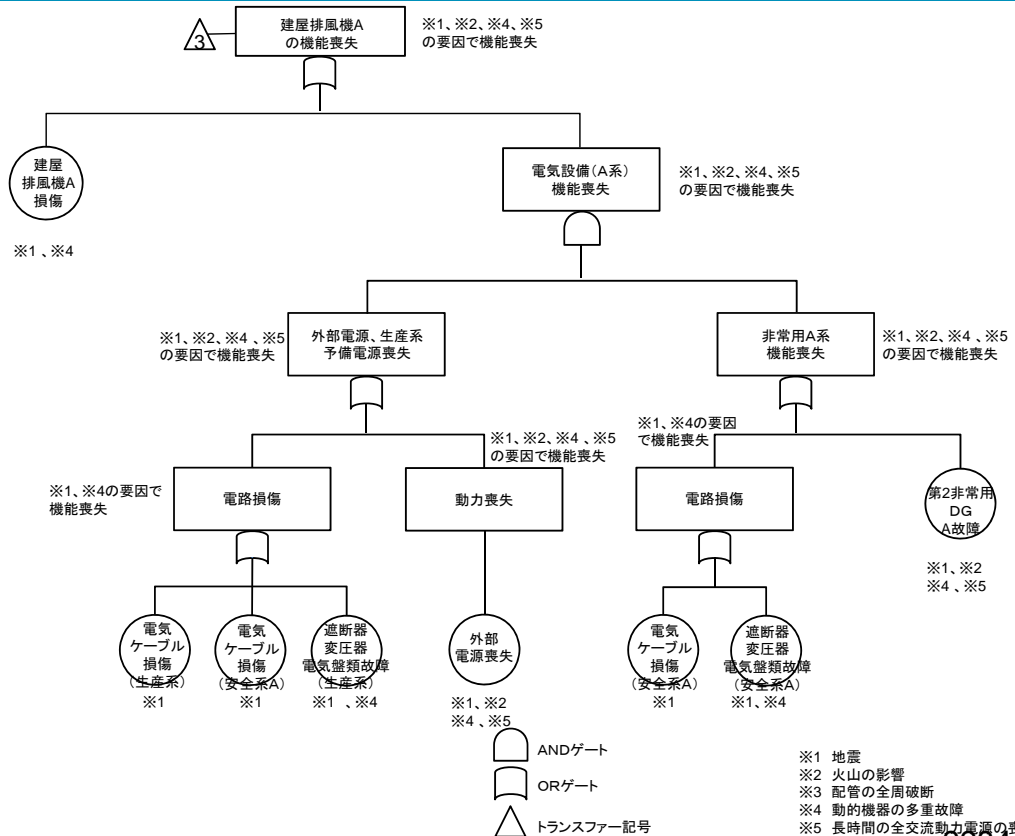 3
建屋排風機A
の機能喪失
※1、※2、※4、※5
の要因で機能喪失
建屋
排風機A
損傷
※1 、※4
電気設備(A系)
機能喪失
※1、※2、※4、※5
の要因で機能喪失
※1、※2、※4 、※5
の要因で機能喪失
外部電源、生産系
予備電源喪失
非常用A系
機能喪失
※1、※2、※4 、※5
の要因で機能喪失
※1、※4の要因で
機能喪失
電路損傷
※1、※2、※4 、※5
の要因で機能喪失
動力喪失
※1、※4の要因
で機能喪失
電路損傷
第2非常用
DG
A故障
※1、※2
※4 、※5
電気
ケーブル
損傷
(生産系)
※1
電気
ケーブル
損傷
(安全系A)
※1
遮断器
変圧器
電気盤類故障
(生産系)
※1 、※4
外部
電源喪失
※1、※2
※4 、※5
電気
ケーブル
損傷
(安全系A)
※1
遮断器
変圧器
電気盤類故障
(安全系A)
※1、※4
ANDゲート
ORゲート
トランスファー記号
※1 地震
※2 火山の影響
※3 配管の全周破断
※4 動的機器の多重故障
※5 長時間の全交流動力電源の喪